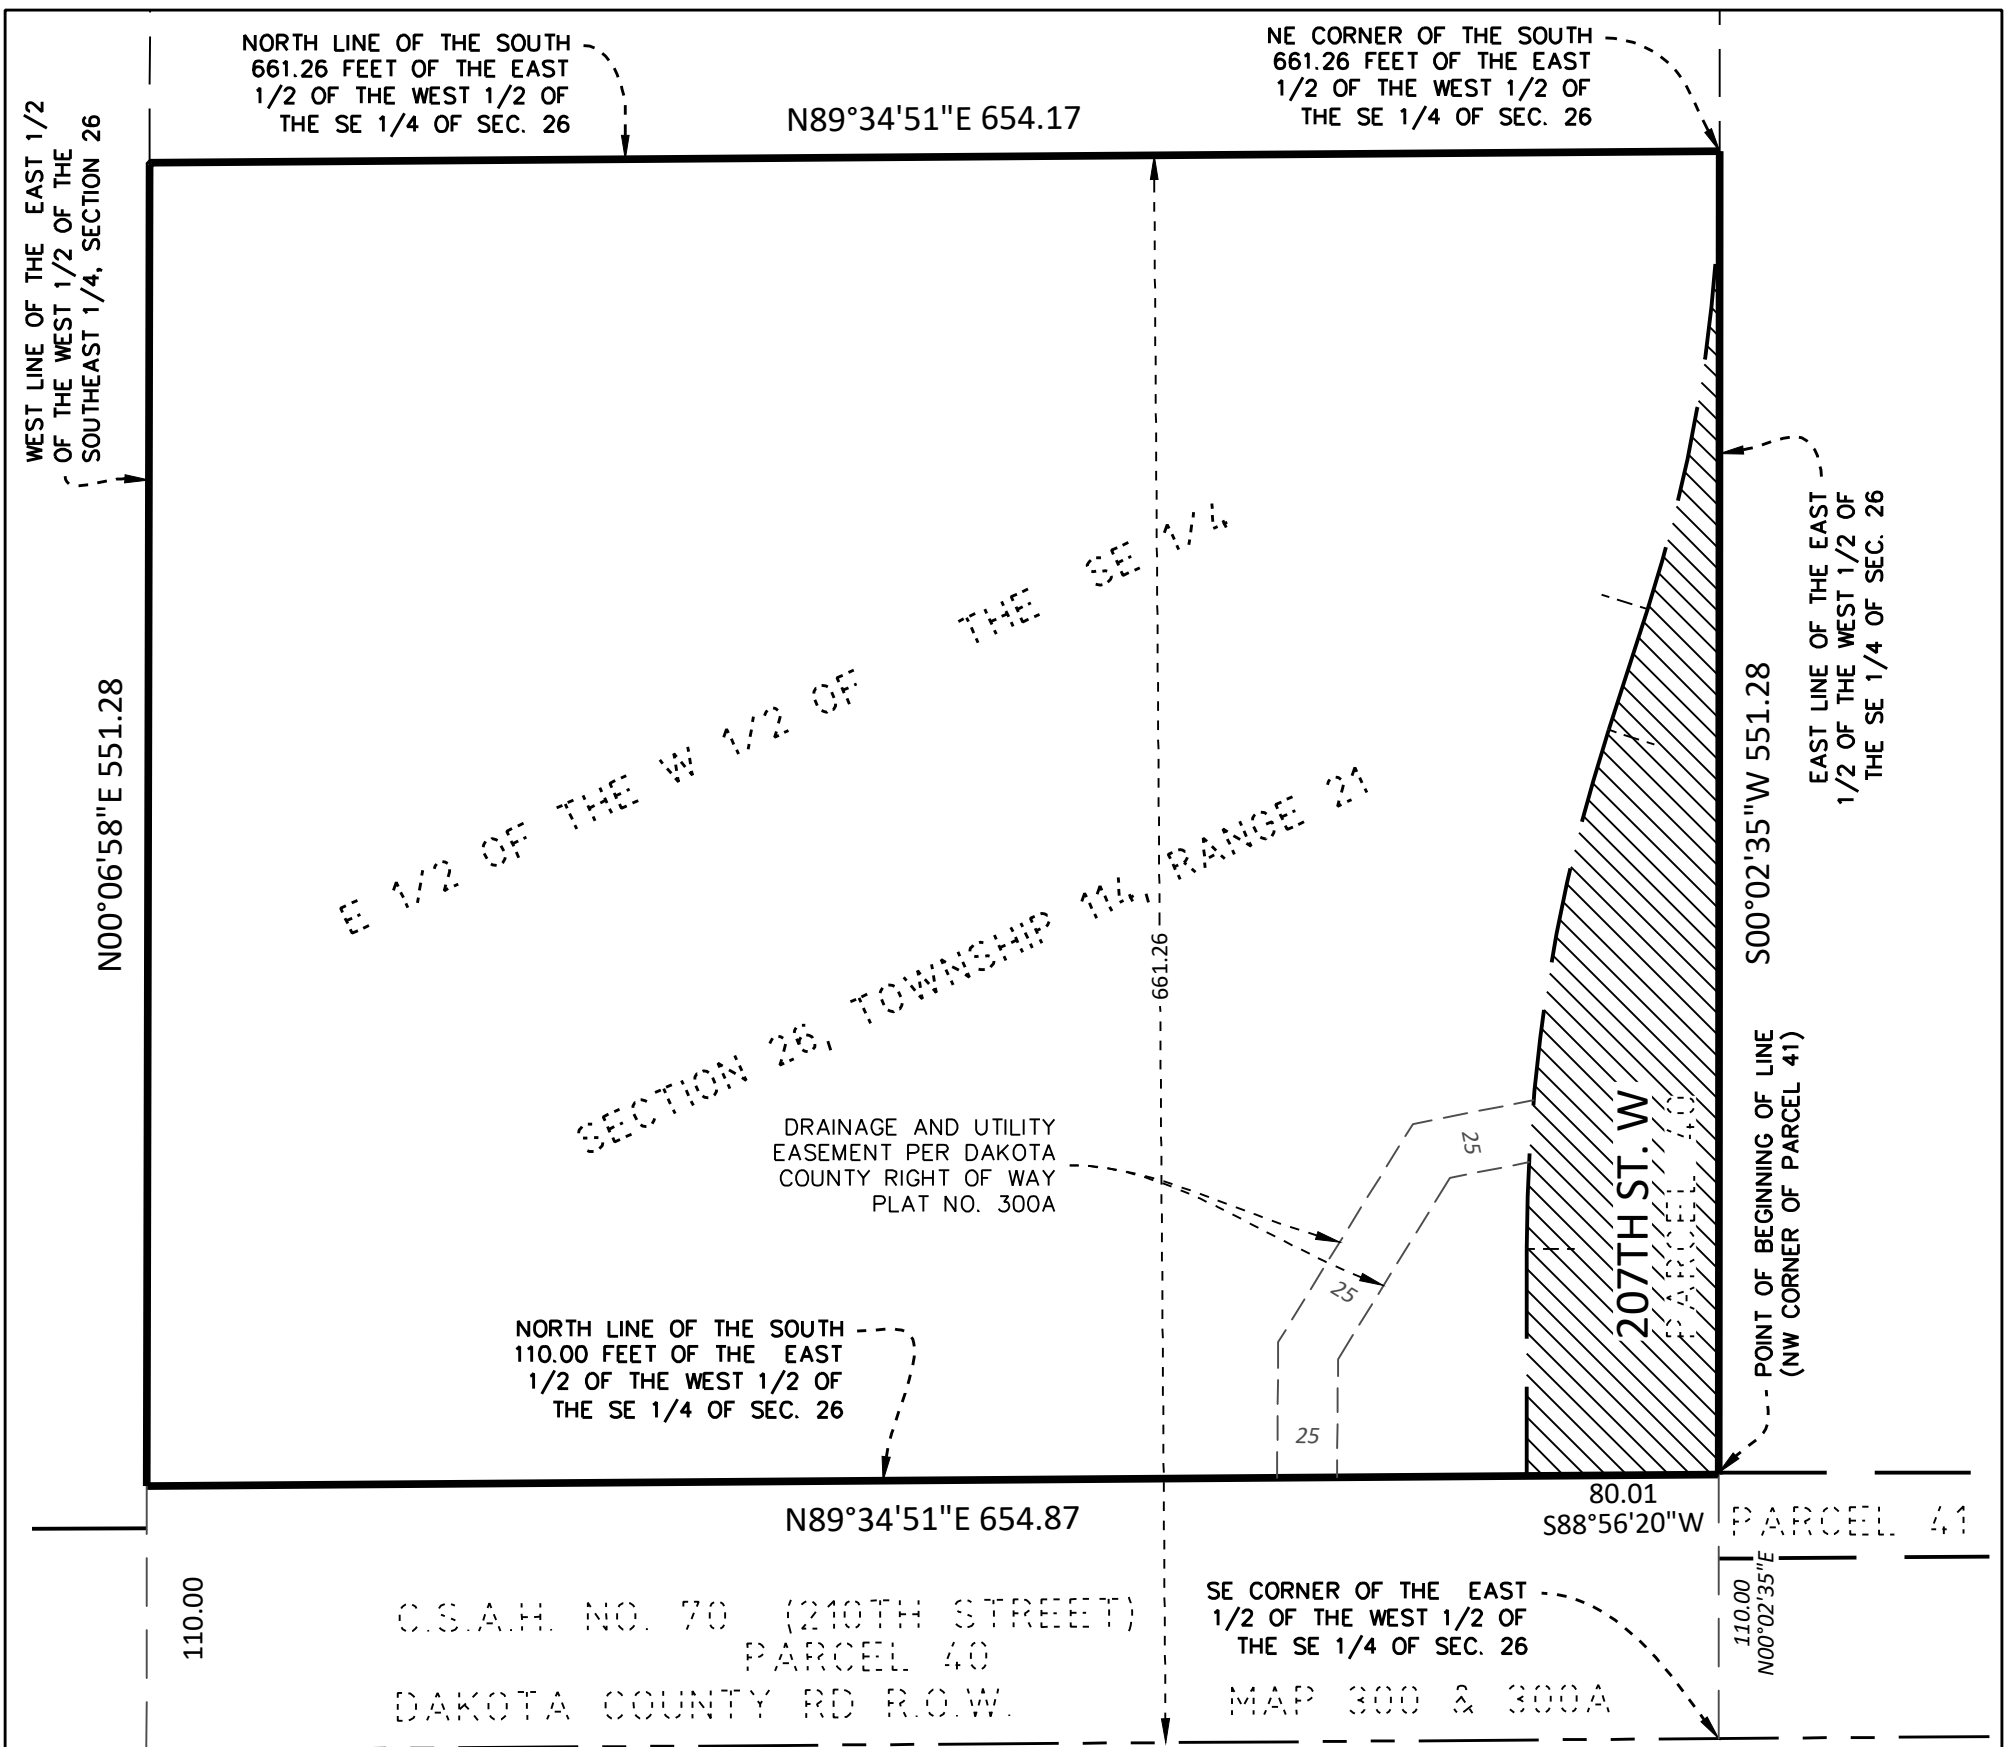 NORTH LINE OF THE SOUTH
661.26 FEET OF THE EAST
1/2 OF THE WEST 1/2 OF
THE SE 1/4 OF SEC. 26
N89°34'51"E 654.17
NE CORNER OF THE SOUTH
661.26 FEET OF THE EAST
1/2 OF THE WEST 1/2 OF
THE SE 1/4 OF SEC. 26
WEST LINE OF THE EAST 1/2
OF THE WEST 1/2 OF THE
SOUTHEAST 1/4, SECTION 26
N00°06'58"E 551.28
E 1/2 OF THE W 1/2 OF THE SE 1/4
SECTION 26, TOWNSHIP 114, RANGE 21
661.26
EAST LINE OF THE EAST
1/2 OF THE WEST 1/2 OF
THE SE 1/4 OF SEC. 26
S00°02'35"W 551.28
DRAINAGE AND UTILITY
EASEMENT PER DAKOTA
COUNTY RIGHT OF WAY
PLAT NO. 300A
25
25
25
207TH ST. W
PARCEL 40
POINT OF BEGINNING OF LINE
(NW CORNER OF PARCEL 41)
NORTH LINE OF THE SOUTH
110.00 FEET OF THE EAST
1/2 OF THE WEST 1/2 OF
THE SE 1/4 OF SEC. 26
N89°34'51"E 654.87
80.01
S88°56'20"W
PARCEL 41
110.00
C.S.A.H. NO. 70 (210TH STREET)
PARCEL 40
DAKOTA COUNTY RD R.O.W. MAP 300 & 300A
SE CORNER OF THE EAST
1/2 OF THE WEST 1/2 OF
THE SE 1/4 OF SEC. 26
110.00
N00°02'35"E